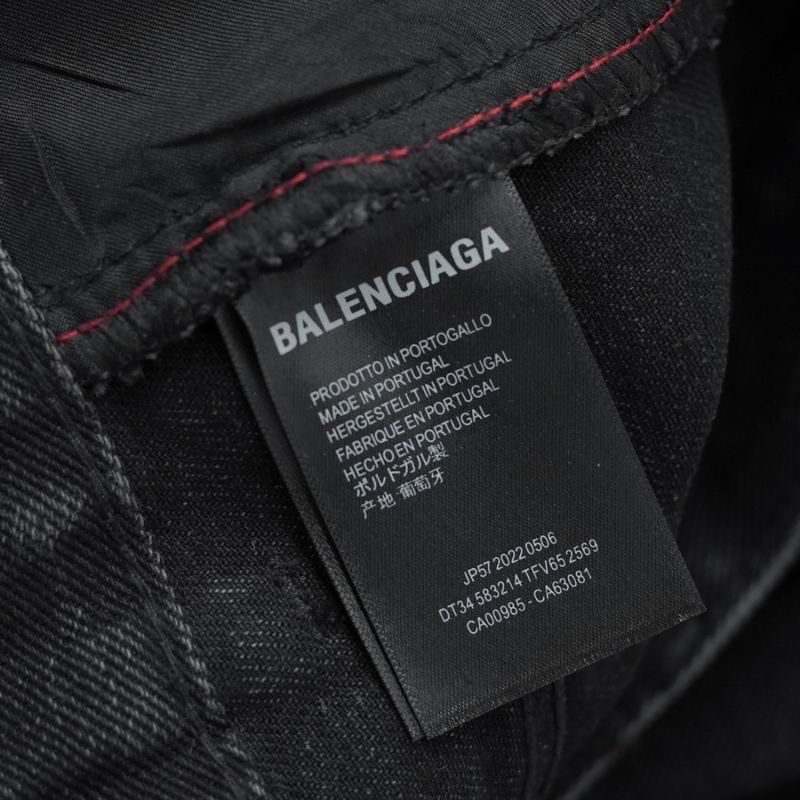 BALENCIAGA
PRODOTTO IN PORTOGALLO
MADE IN PORTUGAL
HERGESTELLT IN PORTUGAL
FABRIQUE EN PORTUGAL
HECHO EN PORTUGAL
ポルドガル製
产地 葡萄牙
JP57 2022 0506
DT34 583214 TFV65 2569
CA00985 - CA63081